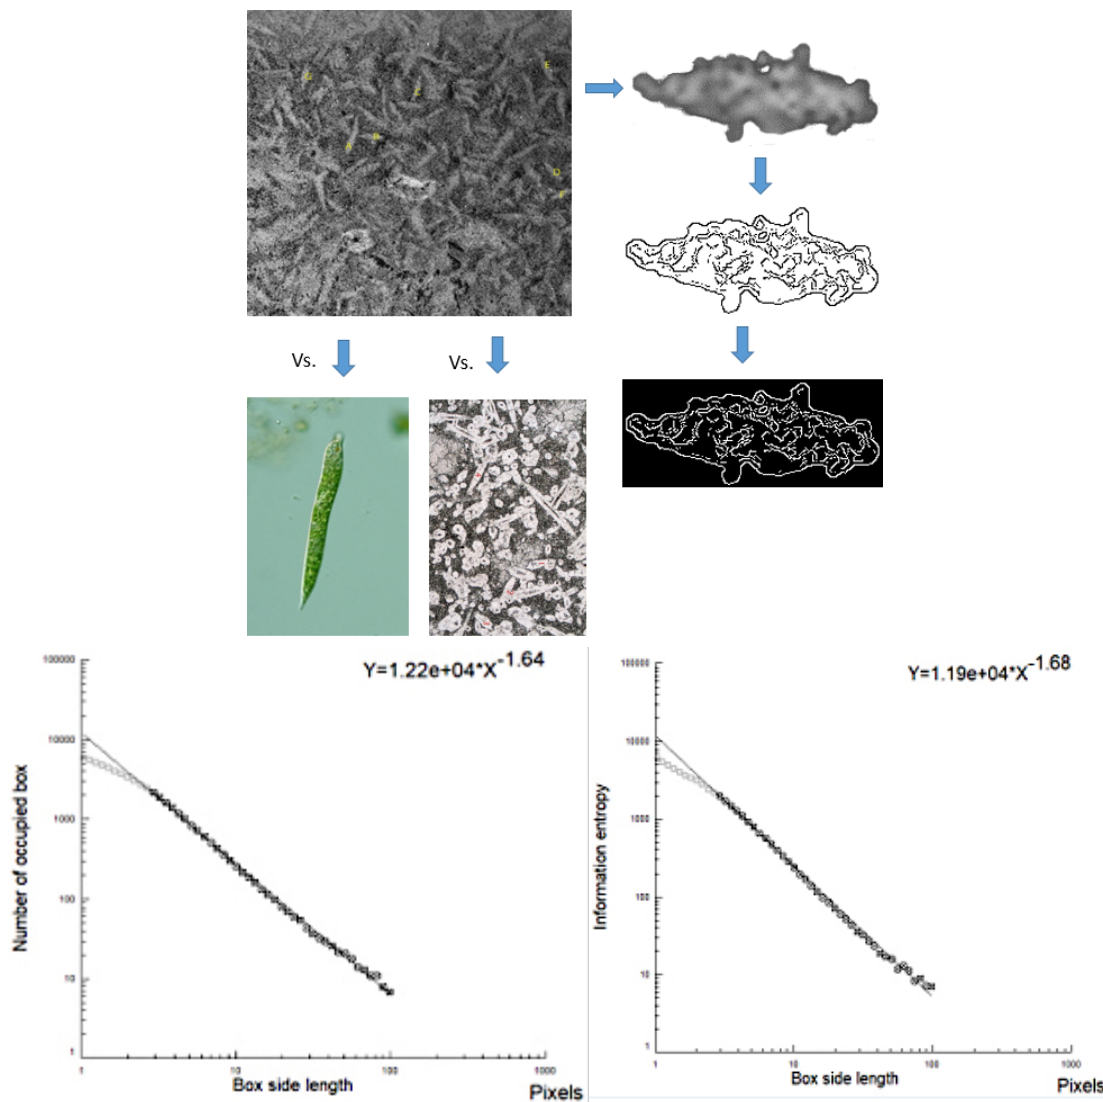 G
E
C
A
B
D
F
Vs.
Vs.
Y=1.22e+04*X^-1.64
100000
10000
1000
100
10
1
Number of occupied box
1
10
100
1000
Box side length
Pixels
Y=1.19e+04*X^-1.68
100000
10000
1000
100
10
1
Information entropy
1
10
100
1000
Box side length
Pixels